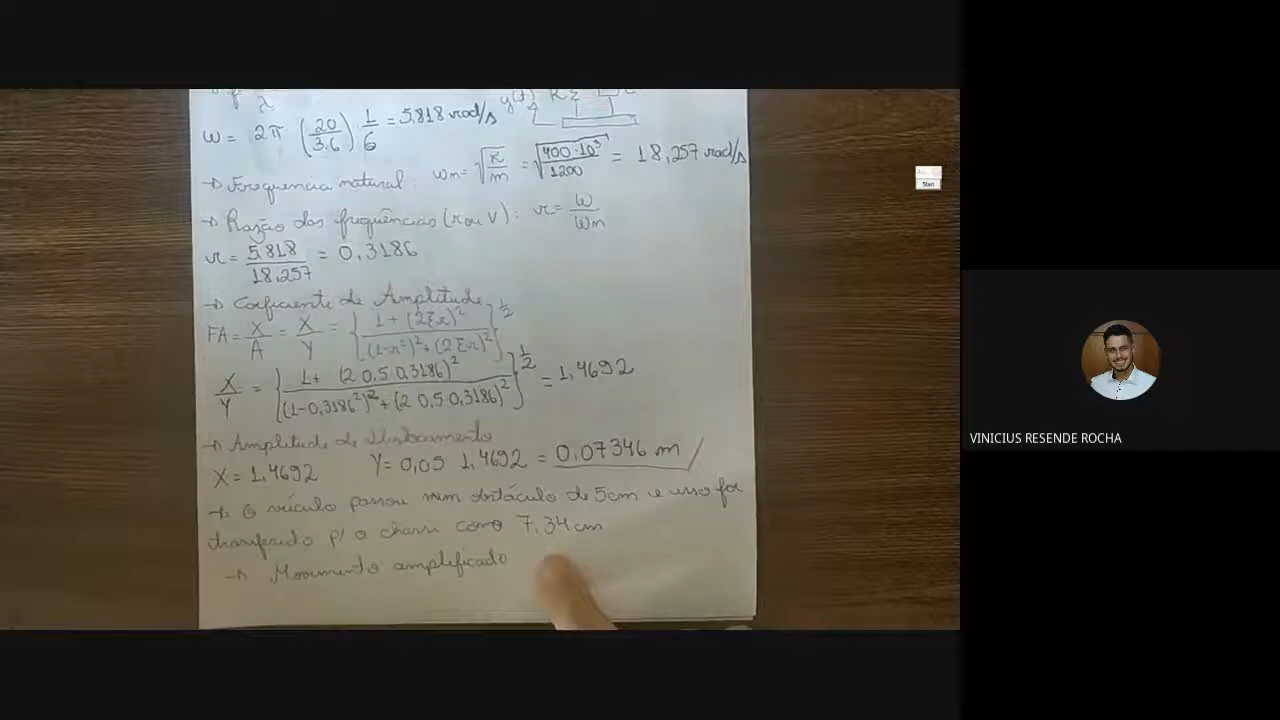 λ
y(t) K C
ω = 2π (20/3,6) 1/6 = 5,818 rad/s
→ Frequencia natural: ωn = √(K/m) = √(400·10³/1200) = 18,257 rad/s
→ Razão das frequências (r ou V): r = ω/ωn
r = 5,818/18,257 = 0,3186
→ Coeficiente de Amplitude
FA = X/A = X/Y = {1 + (2ξr)²/(1-r²)² + (2ξr)²}^1/2
X/Y = {1 + (2 0,5 0,3186)²/(1-0,3186²)² + (2 0,5 0,3186)²}^1/2 = 1,4692
→ Amplitude de deslocamento
X = 1,4692 Y = 0,05 1,4692 = 0,07346 m
→ O veículo passou num obstáculo de 5cm e isso foi
transferido p/ o chassi como 7,34 cm
→ Movimento amplificado
Start
VINICIUS RESENDE ROCHA